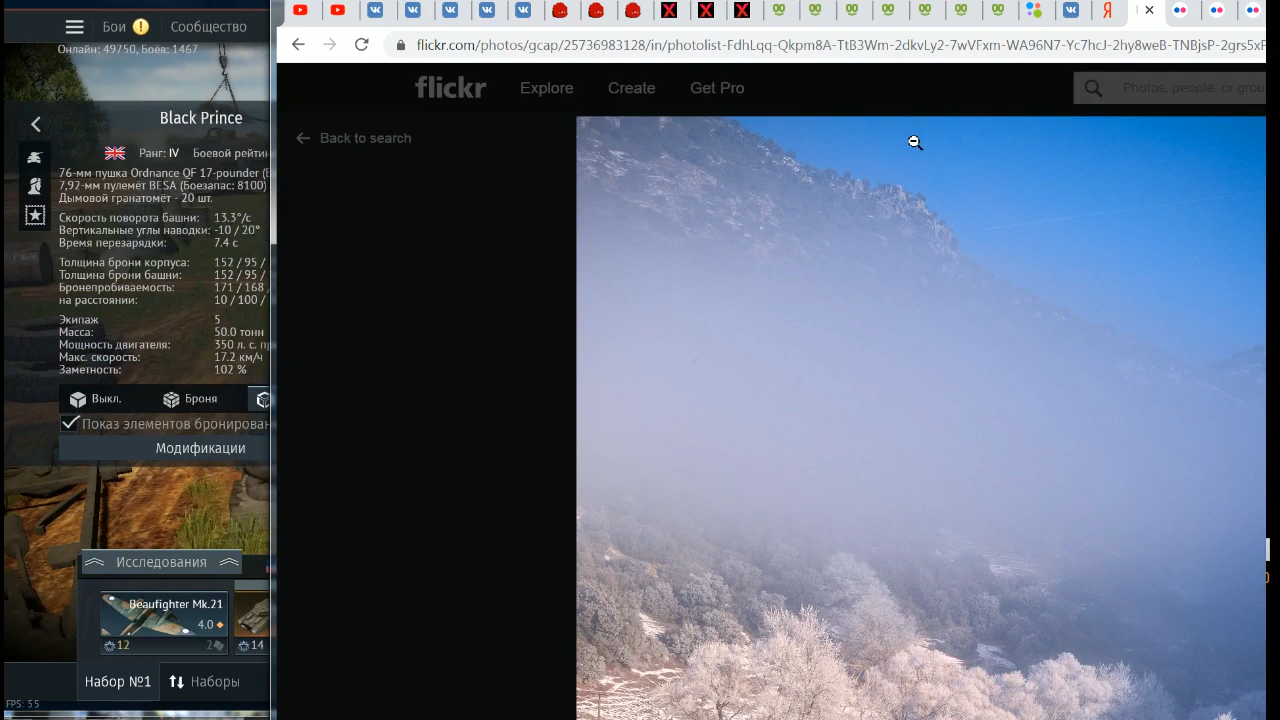 Бои
Сообщество
Онлайн: 49750, Боёв: 1467
Black Prince
Ранг: IV Боевой рейтин
76-мм пушка Ordnance QF 17-pounder (Б
7,92-мм пулемёт BESA (Боезапас: 8100)
Дымовой гранатомёт - 20 шт.
Скорость поворота башни: 13.3°/с
Вертикальные углы наводки: -10 / 20°
Время перезарядки: 7.4 с
Толщина брони корпуса: 152 / 95 /
Толщина брони башни: 152 / 95 /
Бронепробиваемость: 171 / 168 /
на расстоянии: 10 / 100 /
Экипаж 5
Масса: 50.0 тонн
Мощность двигателя: 350 л. с. п
Макс. скорость: 17.2 км/ч
Заметность: 102 %
Выкл.
Броня
Показ элементов бронирован
Модификации
Исследования
Beaufighter Mk.21
4.0
12
2
14
Набор №1
Наборы
FPS: 55
flickr.com/photos/gcap/25736983128/in/photolist-FdhLqq-Qkpm8A-TtB3Wm-2dkvLy2-7wVFxm-WA96N7-Yc7hcJ-2hy8weB-TNBjsP-2grs5xF
flickr
Explore
Create
Get Pro
Photos, people, or grou
Back to search